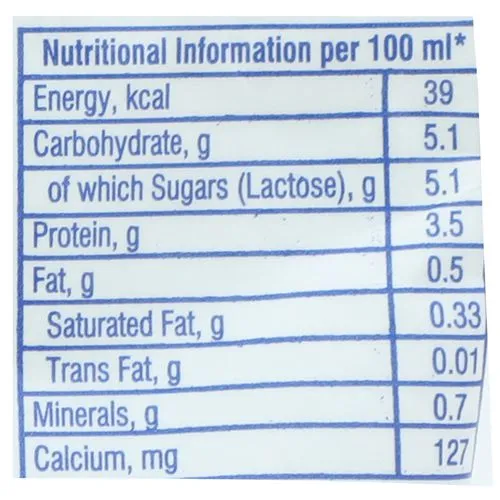 Nutritional Information per 100 ml*
Energy, kcal 39
Carbohydrate, g 5.1
of which Sugars (Lactose), g 5.1
Protein, g 3.5
Fat, g 0.5
Saturated Fat, g 0.33
Trans Fat, g 0.01
Minerals, g 0.7
Calcium, mg 127